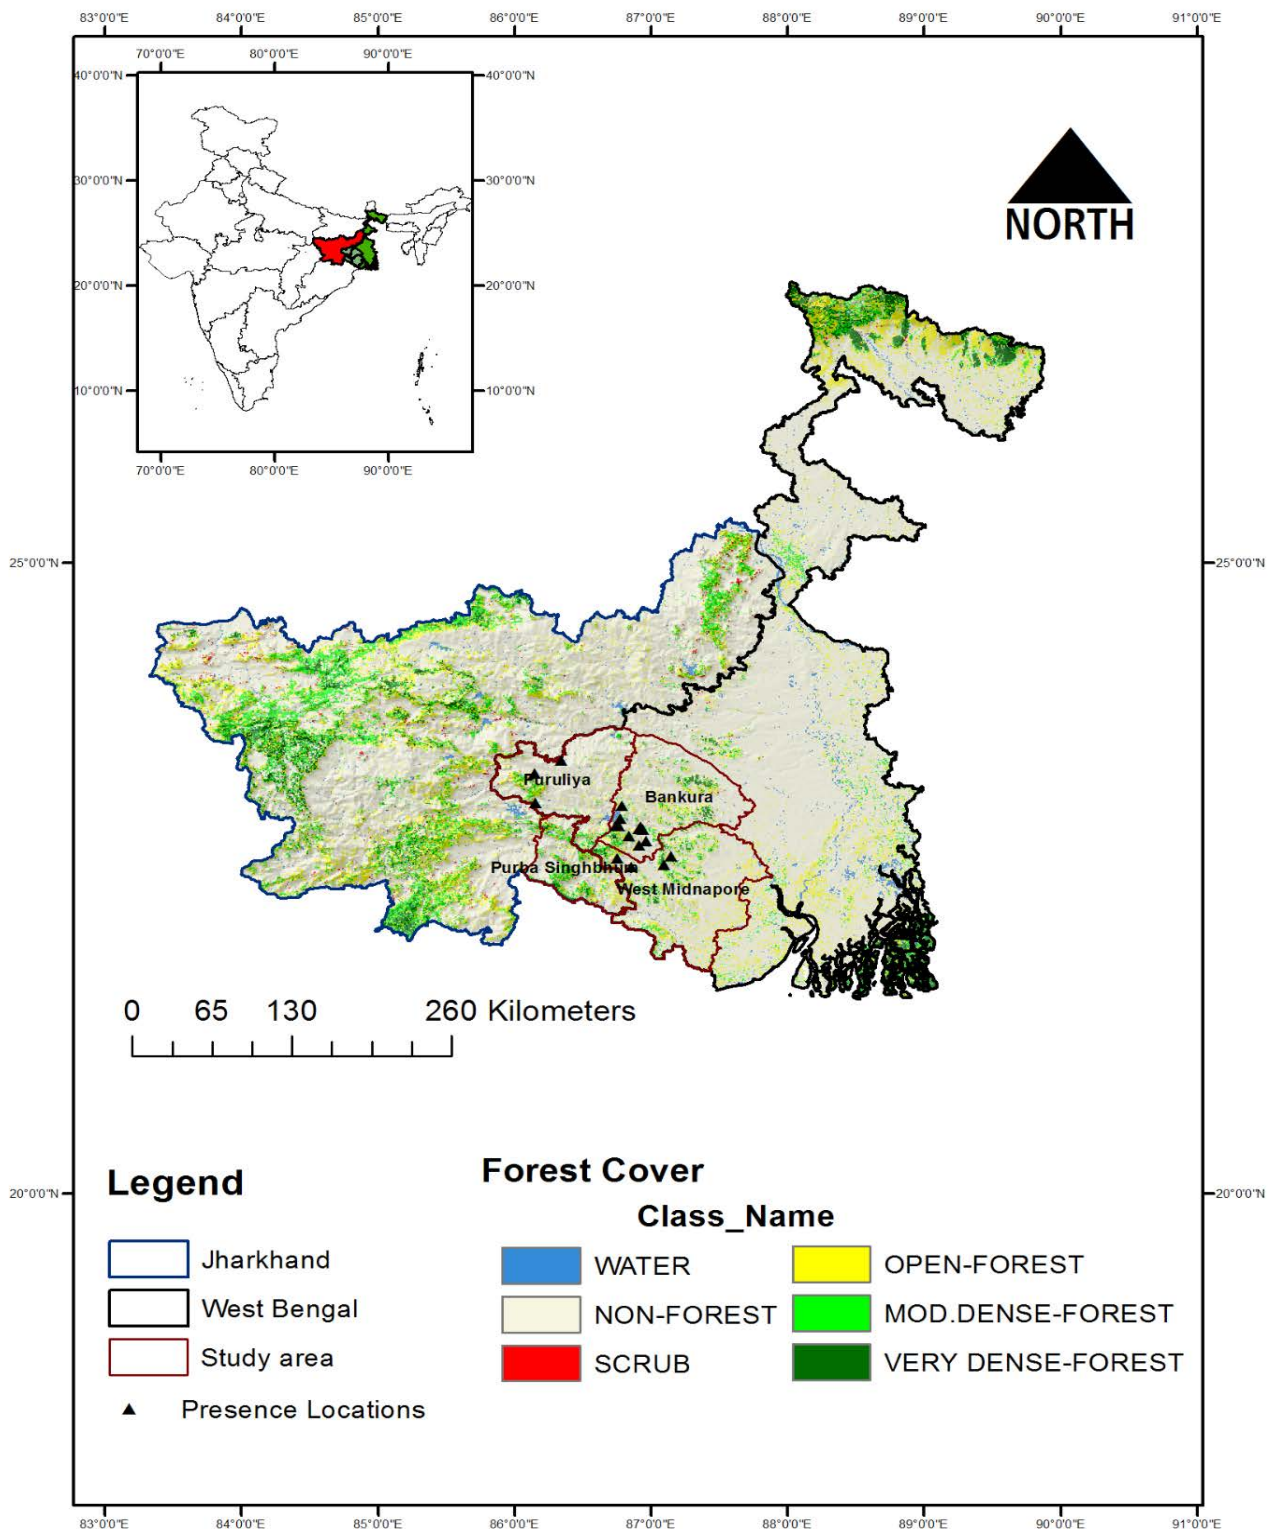 83°0'0"E 84°0'0"E 85°0'0"E 86°0'0"E 87°0'0"E 88°0'0"E 89°0'0"E 90°0'0"E 91°0'0"E
70°0'0"E 80°0'0"E 90°0'0"E
40°0'0"N 40°0'0"N
30°0'0"N 30°0'0"N
20°0'0"N 20°0'0"N
10°0'0"N 10°0'0"N
70°0'0"E 80°0'0"E 90°0'0"E
NORTH
25°0'0"N 25°0'0"N
Puruliya
Bankura
Purba Singhbhum
West Midnapore
0 65 130 260 Kilometers
20°0'0"N 20°0'0"N
Legend
Jharkhand
West Bengal
Study area
Presence Locations
Forest Cover
Class_Name
WATER
NON-FOREST
SCRUB
OPEN-FOREST
MOD.DENSE-FOREST
VERY DENSE-FOREST
83°0'0"E 84°0'0"E 85°0'0"E 86°0'0"E 87°0'0"E 88°0'0"E 89°0'0"E 90°0'0"E 91°0'0"E